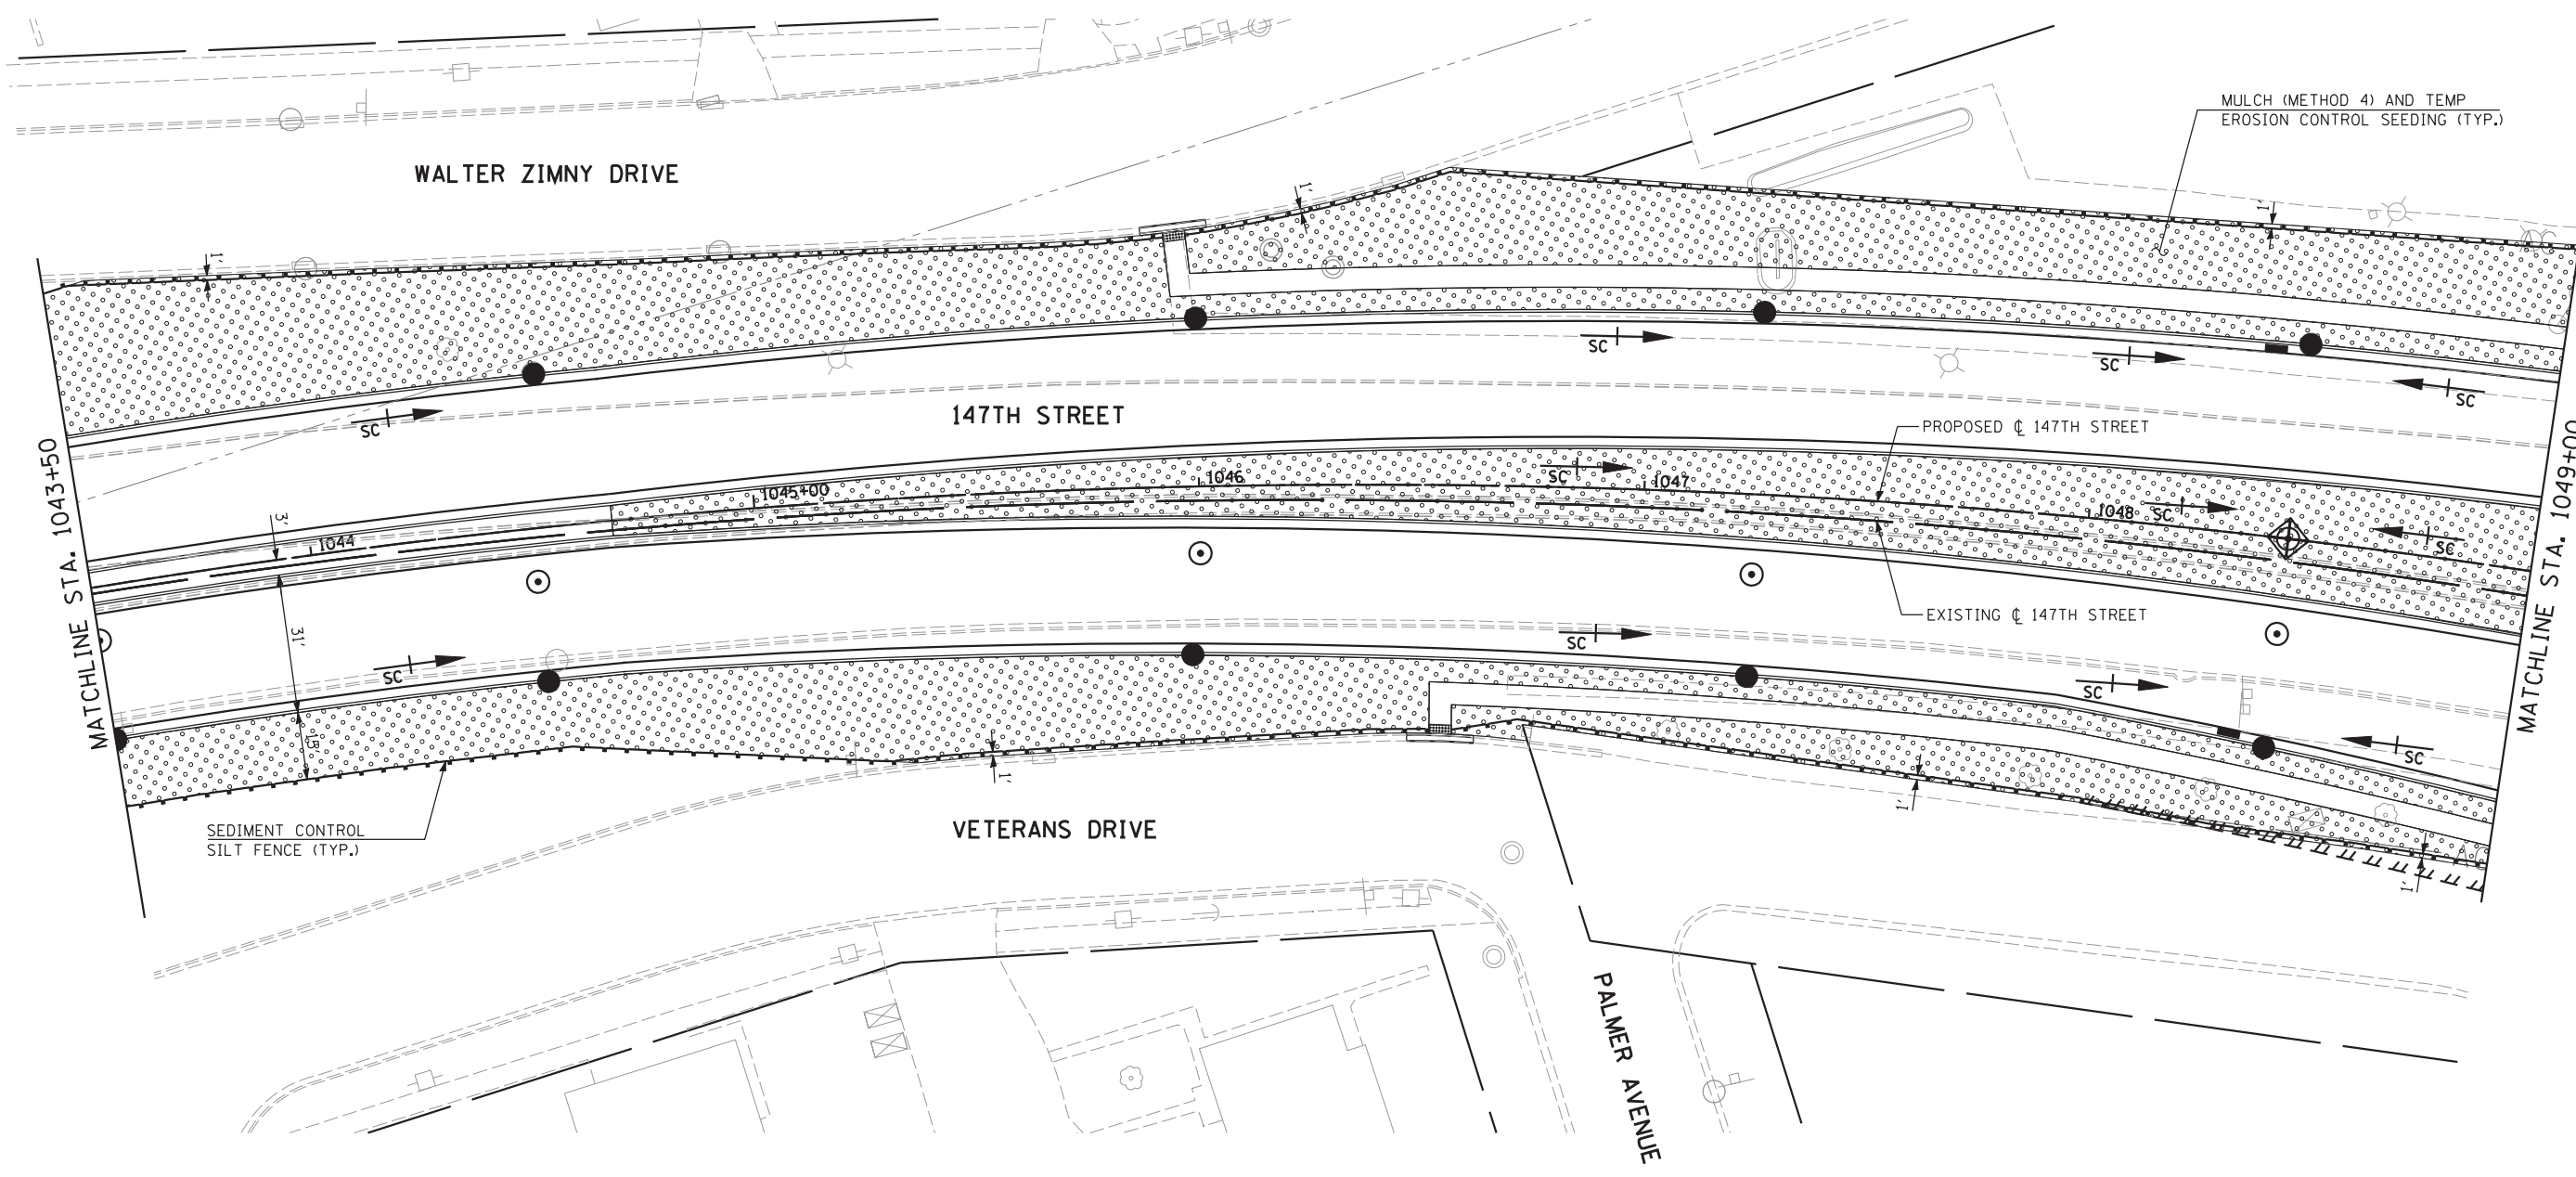 MULCH (METHOD 4) AND TEMP
EROSION CONTROL SEEDING (TYP.)
WALTER ZIMNY DRIVE
1'
1'
1'
SC
SC
SC
SC
147TH STREET
PROPOSED ℄ 147TH STREET
MATCHLINE STA. 1043+50
MATCHLINE STA. 1049+00
SC
1044
1045+00
1046
1047
1048
SC
SC
SC
3'
31'
15'
EXISTING ℄ 147TH STREET
SC
SC
SC
SC
1'
1'
1'
SEDIMENT CONTROL
SILT FENCE (TYP.)
VETERANS DRIVE
PALMER AVENUE